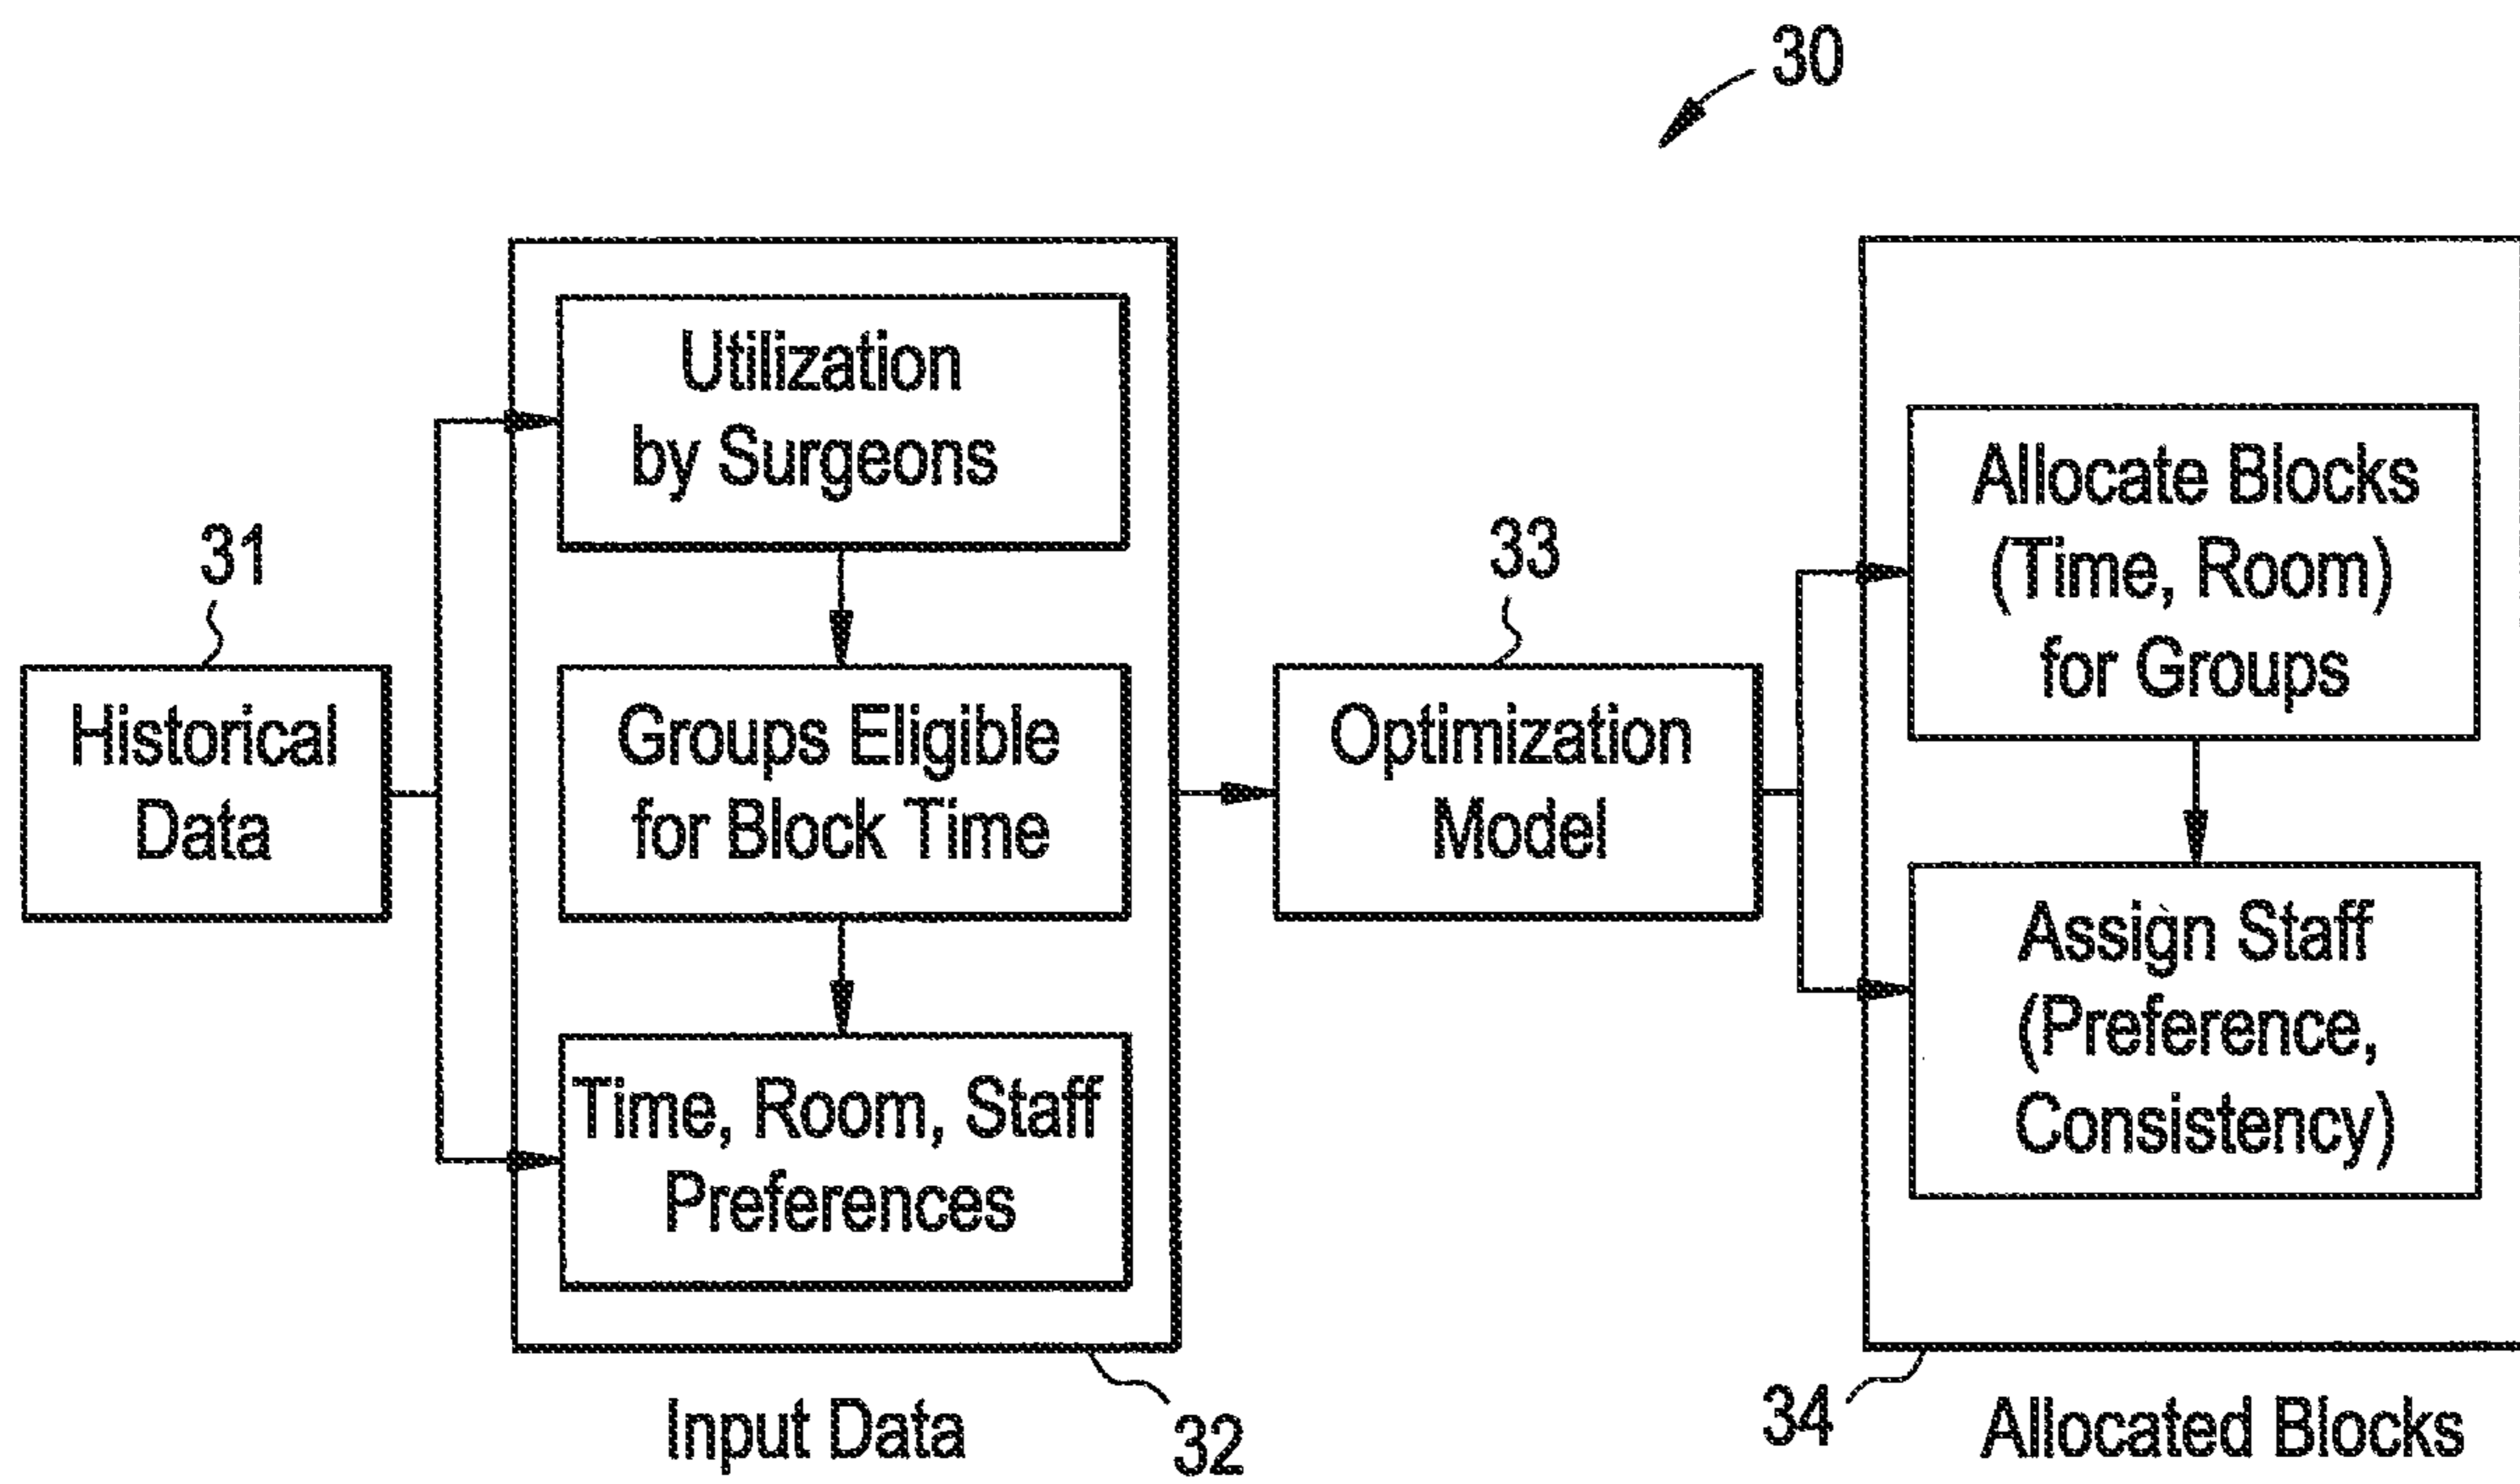 30
31
Historical
Data
Utilization
by Surgeons
Groups Eligible
for Block Time
Time, Room, Staff
Preferences
Input Data
32
33
Optimization
Model
Allocate Blocks
(Time, Room)
for Groups
Assign Staff
(Preference,
Consistency)
34
Allocated Blocks